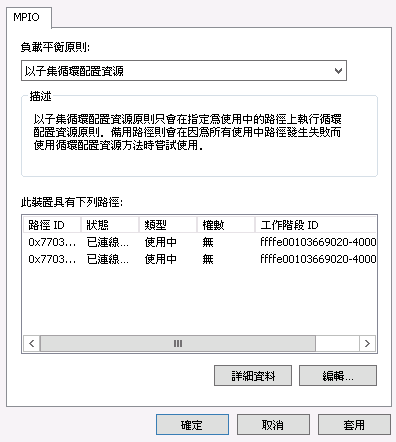 MPIO
負載平衡原則:
以子集循環配置資源
描述
以子集循環配置資源原則只會在指定為使用中的路徑上執行循環
配置資源原則。備用路徑則會在因為所有使用中路徑發生失敗而
使用循環配置資源方法時嘗試使用。
此裝置具有下列路徑:
路徑 ID 狀態 類型 權數 工作階段 ID
0x7703... 已連線... 使用中 無 ffffe00103669020-4000
0x7703... 已連線... 使用中 無 ffffe00103669020-4000
詳細資料 編輯...
確定 取消 套用